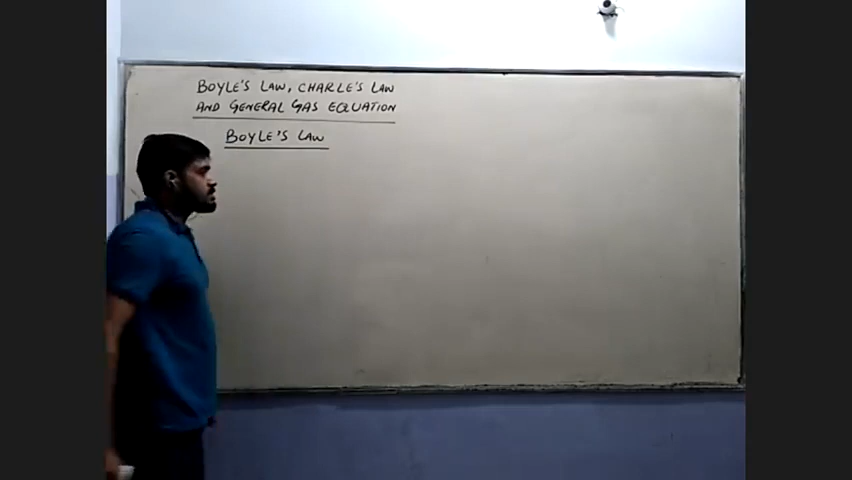 BOYLE'S LAW, CHARLE'S LAW
AND GENERAL GAS EQUATION
BOYLE'S LAW